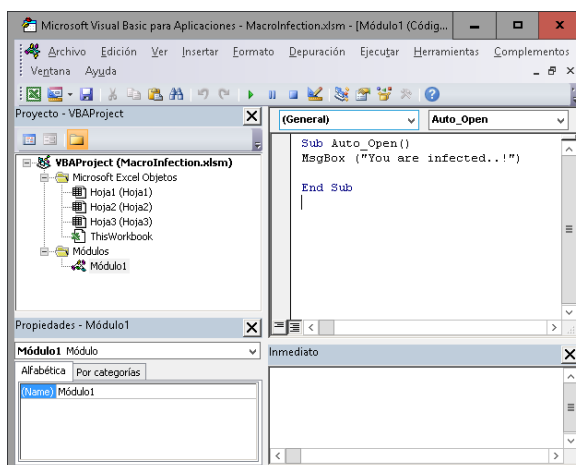 Microsoft Visual Basic para Aplicaciones - MacroInfection.xlsm - [Módulo1 (Códig...
Archivo Edición Ver Insertar Formato Depuración Ejecutar Herramientas Complementos
Ventana Ayuda
Proyecto - VBAProject
VBAProject (MacroInfection.xlsm)
Microsoft Excel Objetos
Hoja1 (Hoja1)
Hoja2 (Hoja2)
Hoja3 (Hoja3)
ThisWorkbook
Módulos
Módulo1
(General) Auto_Open
Sub Auto_Open()
MsgBox ("You are infected..!")
End Sub
Propiedades - Módulo1
Módulo1 Módulo
Alfabética Por categorías
(Name) Módulo1
Inmediato